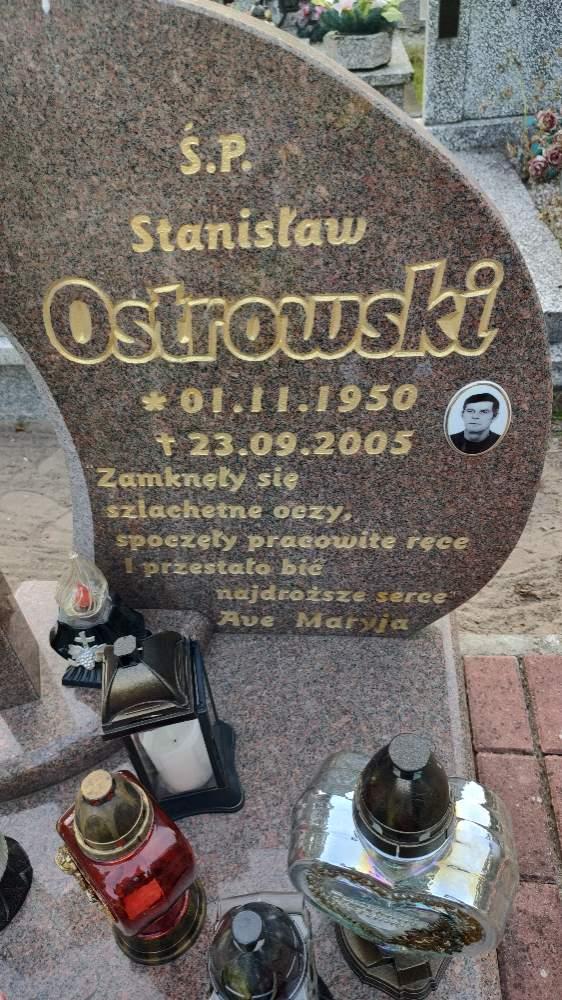 Ś.P.
Stanisław
Ostrowski
* 01.11.1950
† 23.09.2005
"Zamknęły się
szlachetne oczy,
spoczęły pracowite ręce
I przestało bić
najdroższe serce"
Ave Maryja